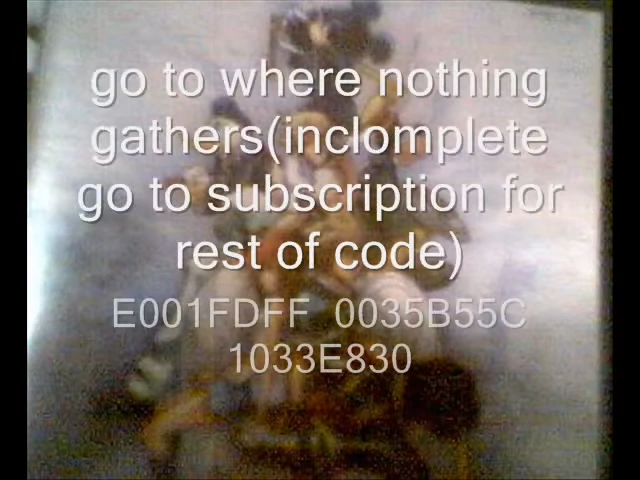 go to where nothing
gathers(inclomplete
go to subscription for
rest of code)
E001FDFF 0035B55C
1033E830